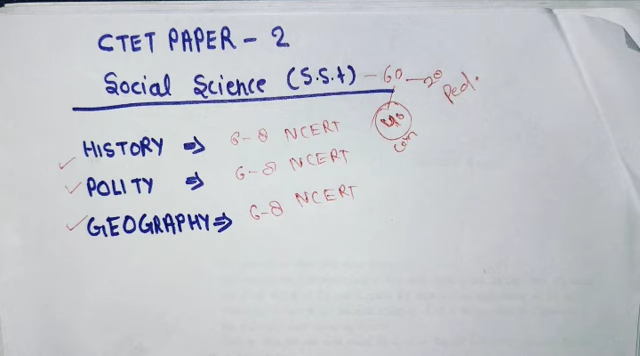 CTET PAPER - 2
Social Science (S.S.t) - 60 - 20 Ped.
40
con
HISTORY ⇒ 6-8 NCERT
POLITY ⇒ 6-8 NCERT
GEOGRAPHY ⇒ 6-8 NCERT